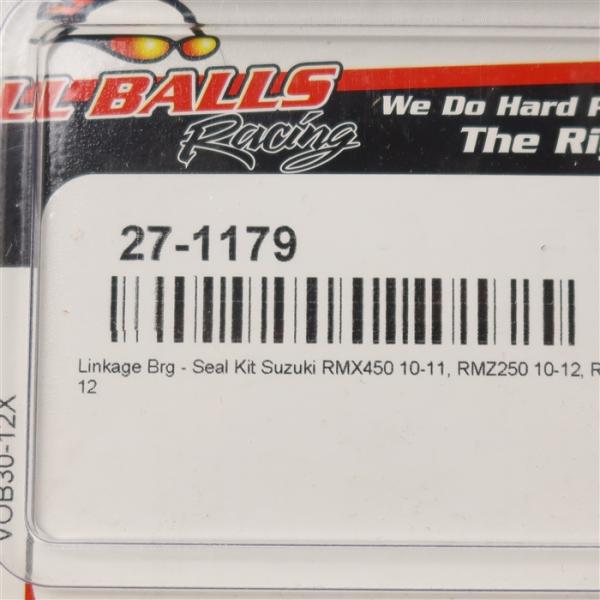 LL BALLS
Racing
We Do Hard P
The Ri
27-1179
Linkage Brg - Seal Kit Suzuki RMX450 10-11, RMZ250 10-12, R
12
VOB30-12X